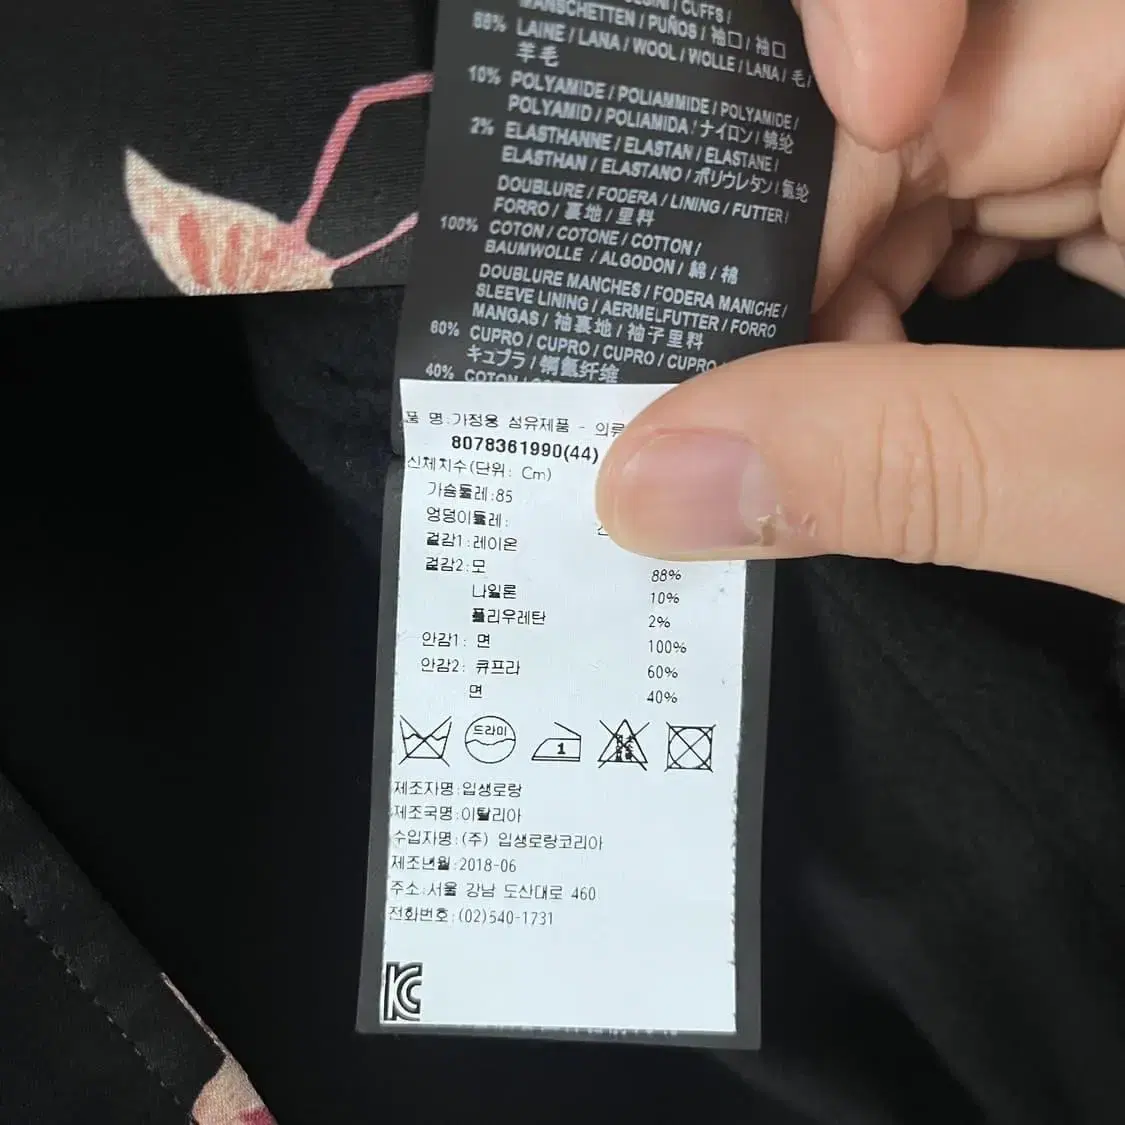 CUFFS /
MANSCHETTEN / PUÑOS / 袖口 / 袖口
88% LAINE / LANA / WOOL / WOLLE / LANA / 毛 /
羊毛
10% POLYAMIDE / POLIAMMIDE / POLYAMIDE /
POLYAMID / POLIAMIDA / ナイロン / 锦纶
2% ELASTHANNE / ELASTAN / ELASTANE /
ELASTHAN / ELASTANO / ポリウレタン / 氨纶
DOUBLURE / FODERA / LINING / FUTTER /
FORRO / 裏地 / 里料
100% COTON / COTONE / COTTON /
BAUMWOLLE / ALGODON / 綿 / 棉
DOUBLURE MANCHES / FODERA MANICHE /
SLEEVE LINING / AERMELFUTTER / FORRO
MANGAS / 袖裏地 / 袖子里料
60% CUPRO / CUPRO / CUPRO / CUPRO
キュプラ / 铜氨纤维
40%
품 명:가정용 섬유제품 - 의류
8078361990(44)
신체치수(단위: Cm)
가슴둘레:85
엉덩이둘레:
겉감1:레이온
겉감2:모 88%
나일론 10%
폴리우레탄 2%
안감1: 면 100%
안감2: 큐프라 60%
면 40%
드라이
1
제조자명:입생로랑
제조국명:이탈리아
수입자명:(주) 입생로랑코리아
제조년월:2018-06
주소:서울 강남 도산대로 460
전화번호:(02)540-1731
KC